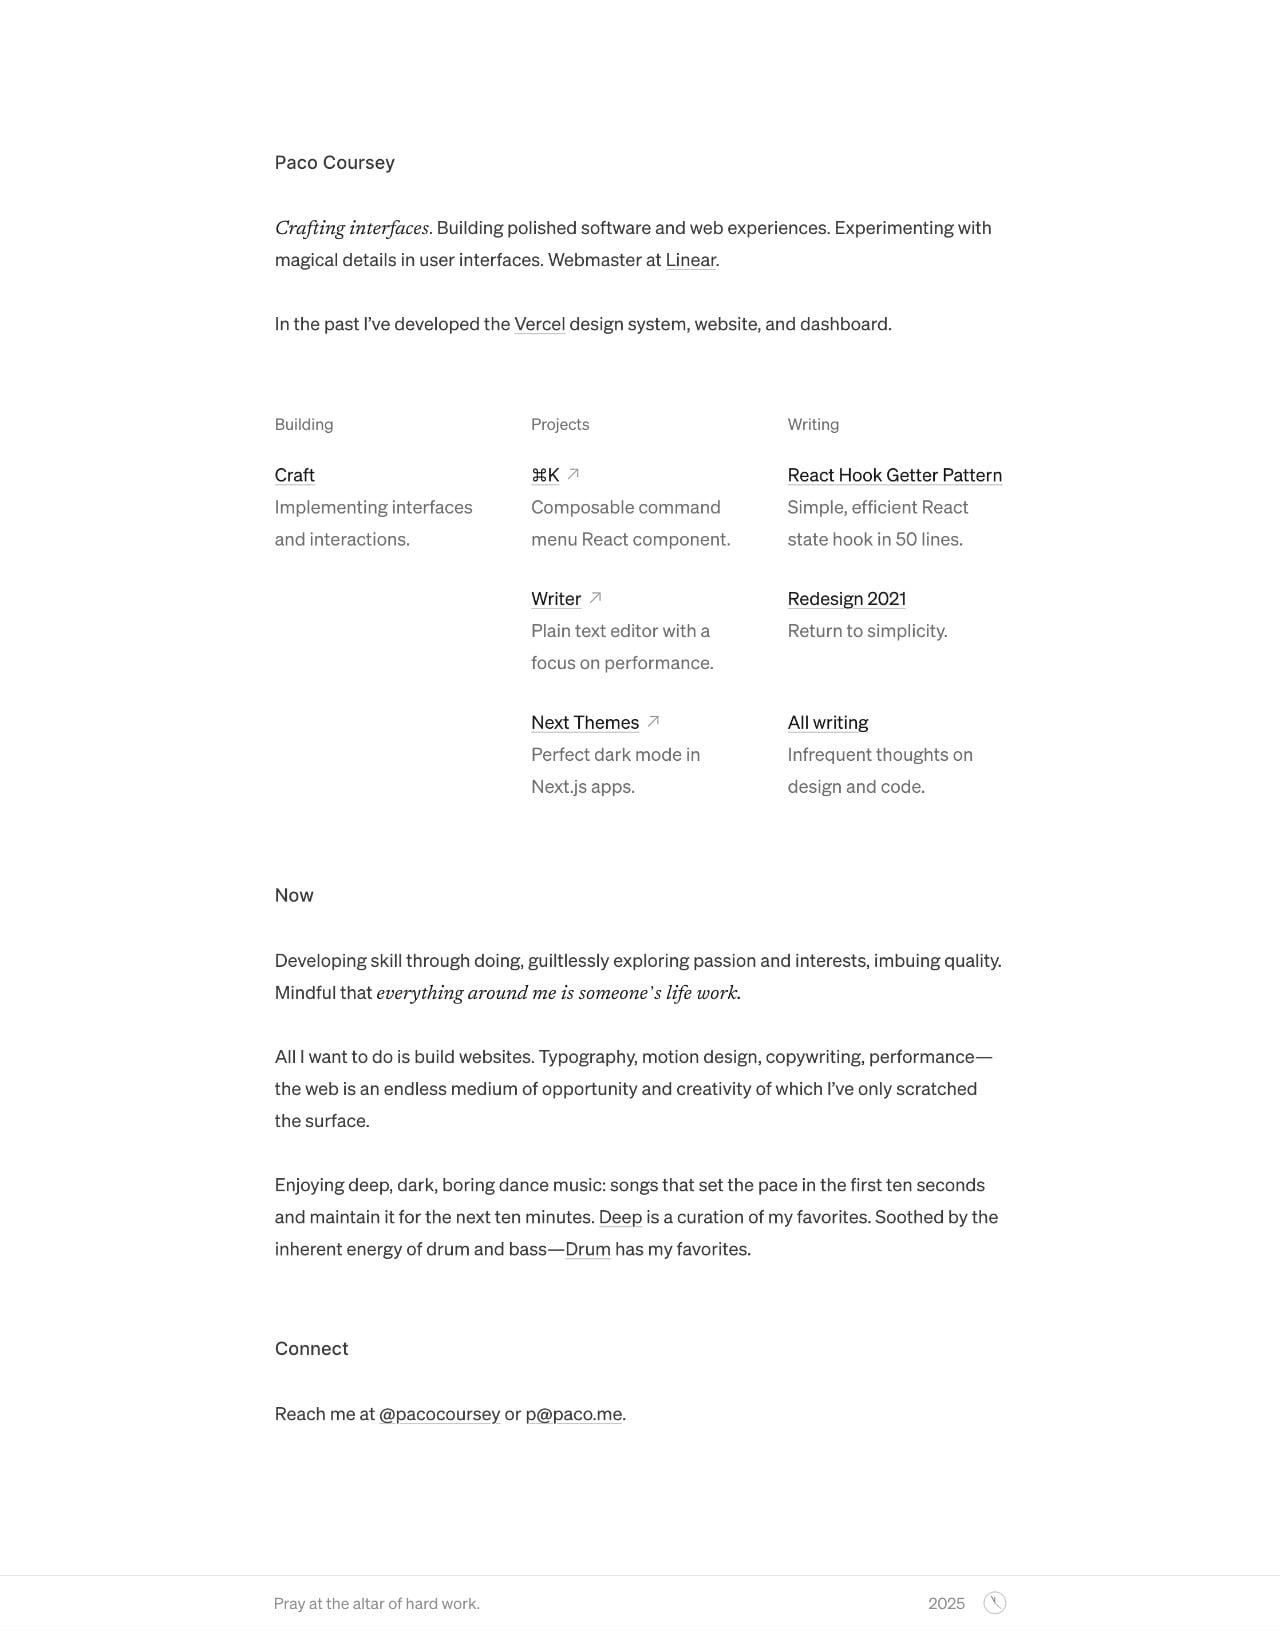 Paco Coursey
Crafting interfaces. Building polished software and web experiences. Experimenting with
magical details in user interfaces. Webmaster at Linear.
In the past I’ve developed the Vercel design system, website, and dashboard.
Building
Craft
Implementing interfaces
and interactions.
Projects
⌘K ↗
Composable command
menu React component.
Writer ↗
Plain text editor with a
focus on performance.
Next Themes ↗
Perfect dark mode in
Next.js apps.
Writing
React Hook Getter Pattern
Simple, efficient React
state hook in 50 lines.
Redesign 2021
Return to simplicity.
All writing
Infrequent thoughts on
design and code.
Now
Developing skill through doing, guiltlessly exploring passion and interests, imbuing quality.
Mindful that everything around me is someone’s life work.
All I want to do is build websites. Typography, motion design, copywriting, performance—
the web is an endless medium of opportunity and creativity of which I’ve only scratched
the surface.
Enjoying deep, dark, boring dance music: songs that set the pace in the first ten seconds
and maintain it for the next ten minutes. Deep is a curation of my favorites. Soothed by the
inherent energy of drum and bass—Drum has my favorites.
Connect
Reach me at @pacocoursey or p@paco.me.
Pray at the altar of hard work.
2025